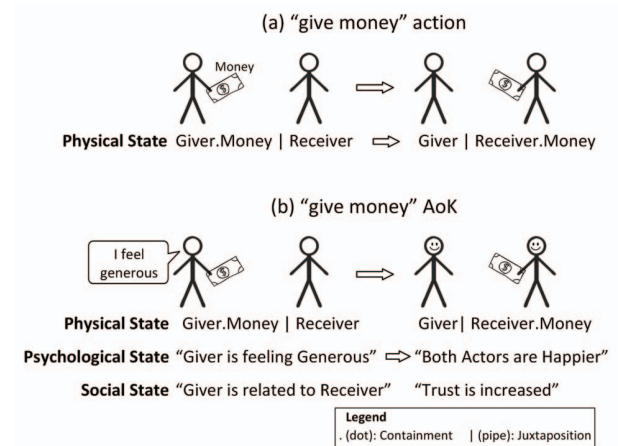 (a) “give money” action
Money
Physical State Giver.Money | Receiver ⇨ Giver | Receiver.Money
(b) “give money” AoK
I feel
generous
Physical State Giver.Money | Receiver Giver| Receiver.Money
Psychological State “Giver is feeling Generous” ⇨ “Both Actors are Happier”
Social State “Giver is related to Receiver” “Trust is increased”
Legend
. (dot): Containment | (pipe): Juxtaposition